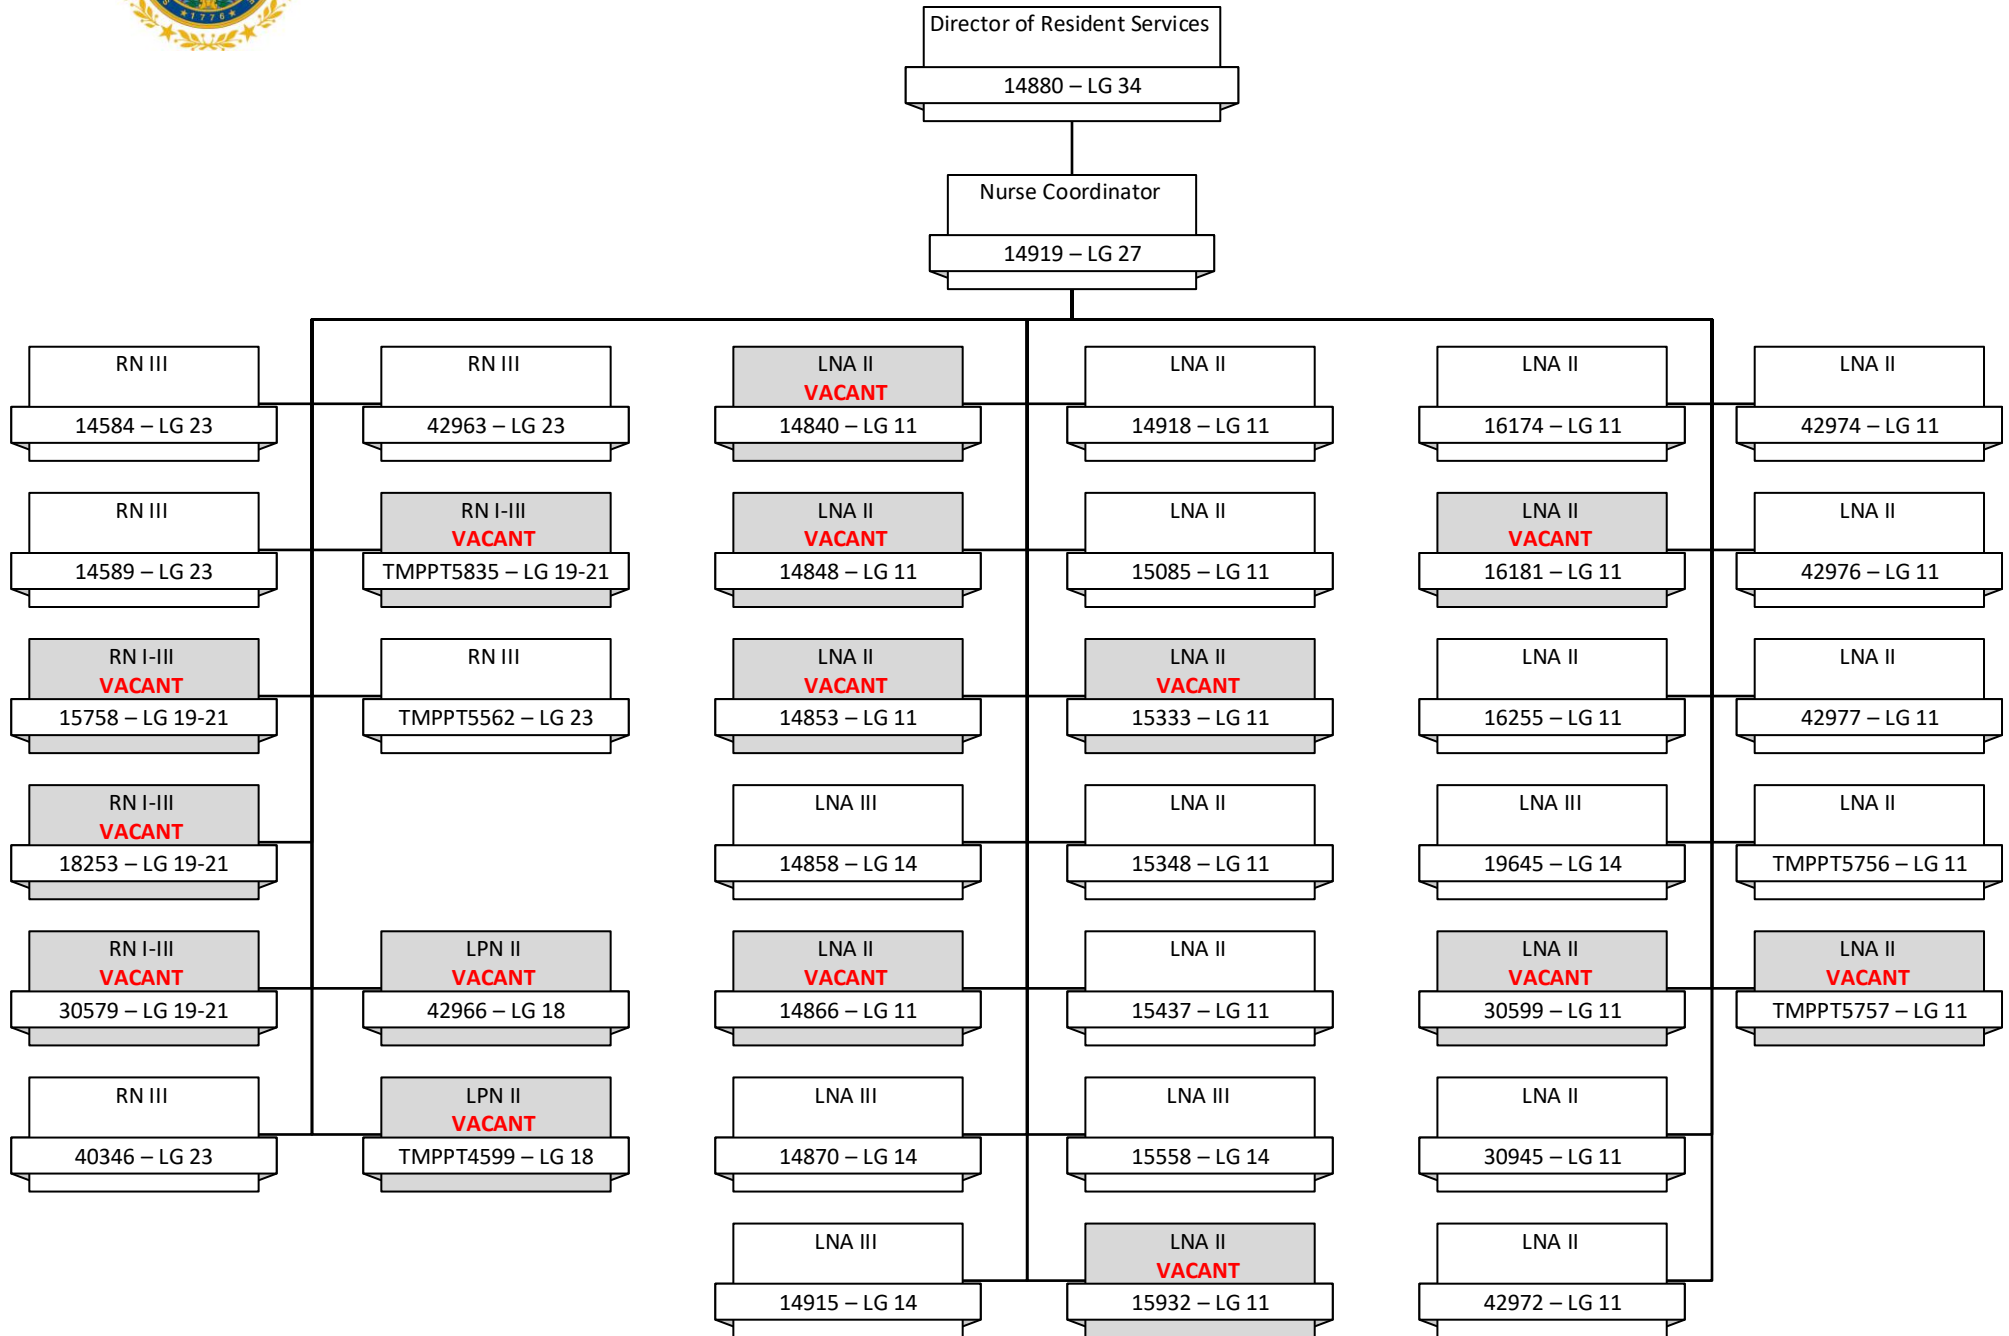 1776
Director of Resident Services
14880 – LG 34
Nurse Coordinator
14919 – LG 27
RN III
14584 – LG 23
RN III
42963 – LG 23
LNA II
VACANT
14840 – LG 11
LNA II
14918 – LG 11
LNA II
16174 – LG 11
LNA II
42974 – LG 11
RN III
14589 – LG 23
RN I-III
VACANT
TMPPT5835 – LG 19-21
LNA II
VACANT
14848 – LG 11
LNA II
15085 – LG 11
LNA II
VACANT
16181 – LG 11
LNA II
42976 – LG 11
RN I-III
VACANT
15758 – LG 19-21
RN III
TMPPT5562 – LG 23
LNA II
VACANT
14853 – LG 11
LNA II
VACANT
15333 – LG 11
LNA II
16255 – LG 11
LNA II
42977 – LG 11
RN I-III
VACANT
18253 – LG 19-21
LNA III
14858 – LG 14
LNA II
15348 – LG 11
LNA III
19645 – LG 14
LNA II
TMPPT5756 – LG 11
RN I-III
VACANT
30579 – LG 19-21
LPN II
VACANT
42966 – LG 18
LNA II
VACANT
14866 – LG 11
LNA II
15437 – LG 11
LNA II
VACANT
30599 – LG 11
LNA II
VACANT
TMPPT5757 – LG 11
RN III
40346 – LG 23
LPN II
VACANT
TMPPT4599 – LG 18
LNA III
14870 – LG 14
LNA III
15558 – LG 14
LNA II
30945 – LG 11
LNA III
14915 – LG 14
LNA II
VACANT
15932 – LG 11
LNA II
42972 – LG 11